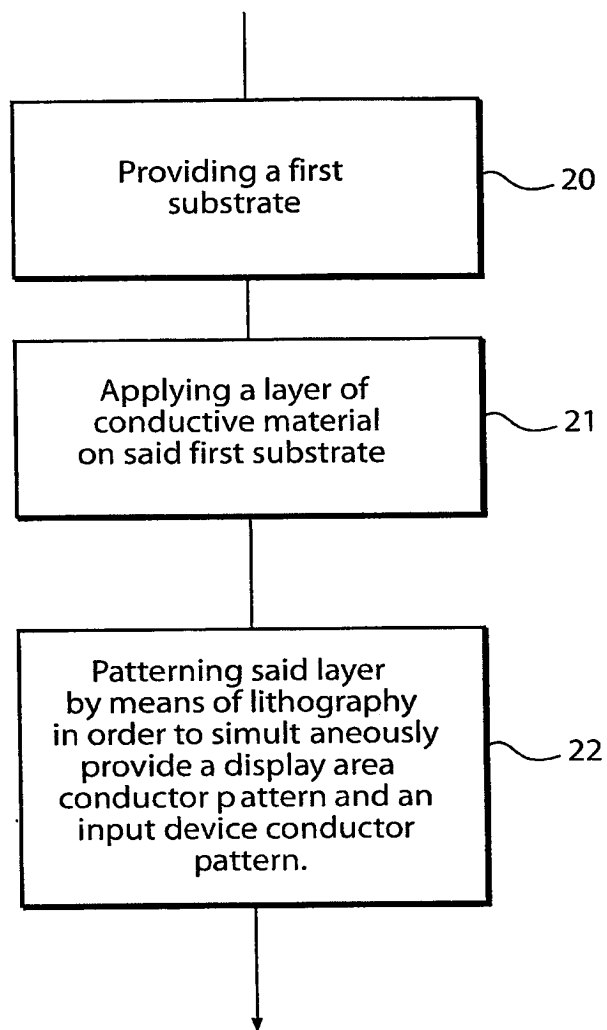 Providing a first
substrate
20
Applying a layer of
conductive material
on said first substrate
21
Patterning said layer
by means of lithography
in order to simult aneously
provide a display area
conductor pattern and an
input device conductor
pattern.
22